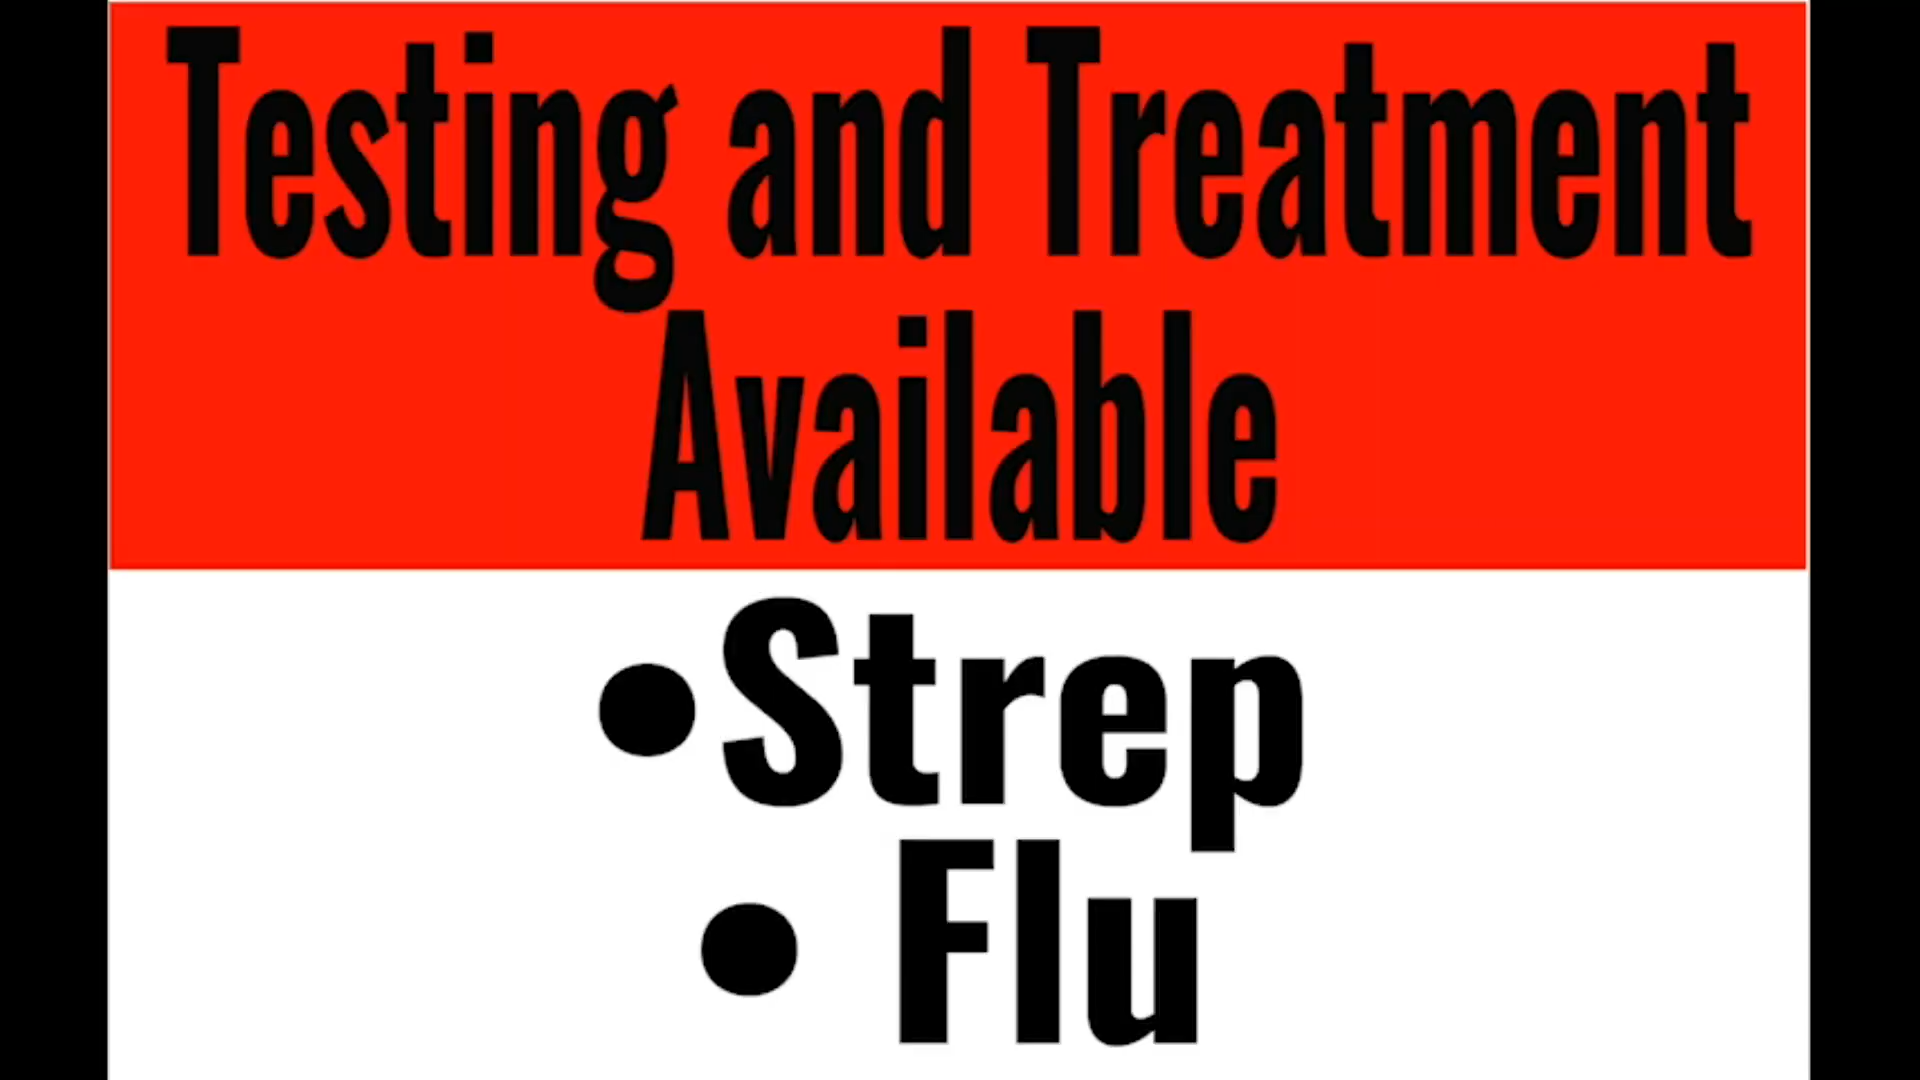 Testing and Treatment
Available
•Strep
• Flu